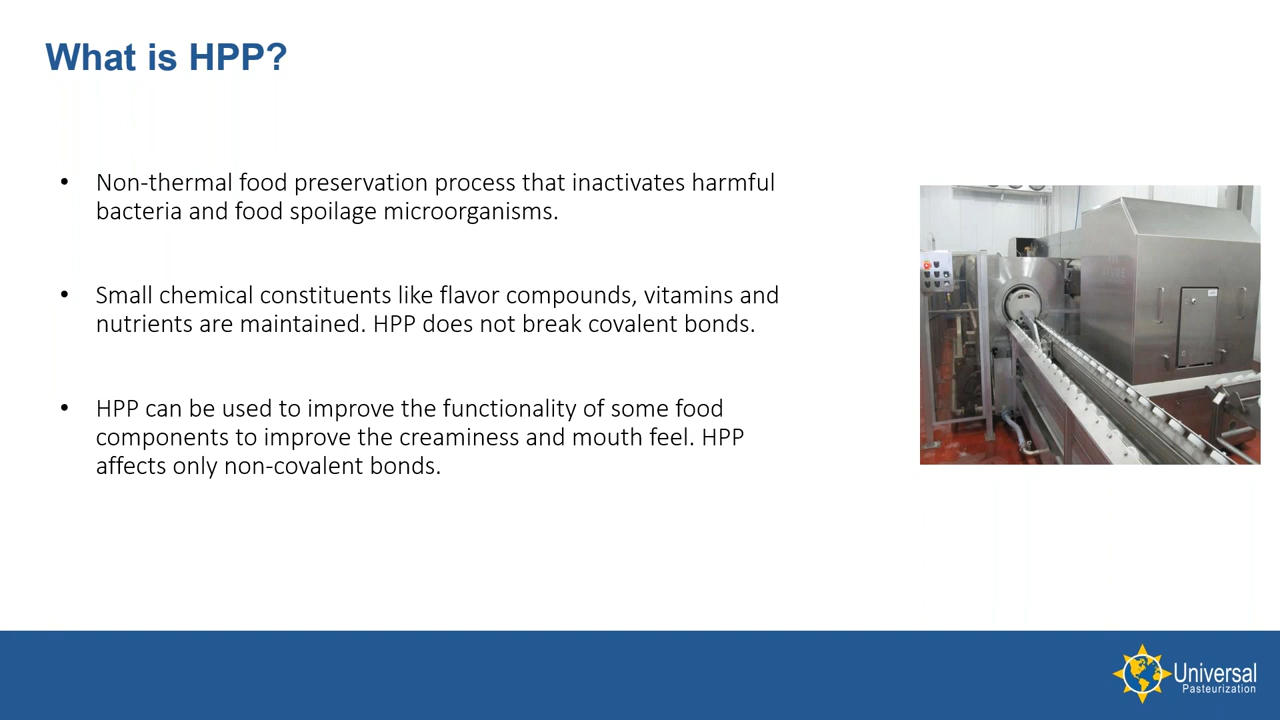 What is HPP?
• Non-thermal food preservation process that inactivates harmful
bacteria and food spoilage microorganisms.
• Small chemical constituents like flavor compounds, vitamins and
nutrients are maintained. HPP does not break covalent bonds.
• HPP can be used to improve the functionality of some food
components to improve the creaminess and mouth feel. HPP
affects only non-covalent bonds.
Universal
Pasteurization